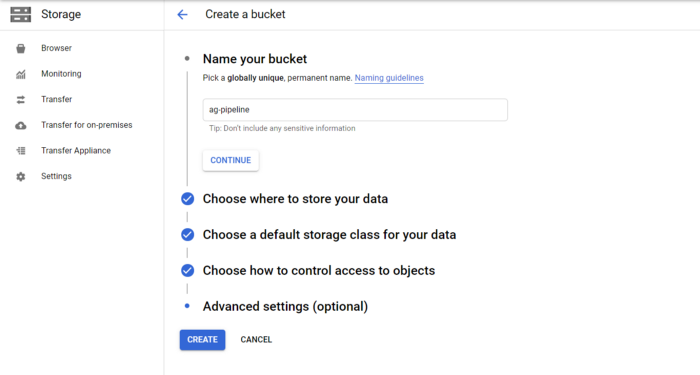 Storage
Create a bucket
Browser
Monitoring
Transfer
Transfer for on-premises
Transfer Appliance
Settings
Name your bucket
Pick a globally unique, permanent name. Naming guidelines
ag-pipeline
Tip: Don't include any sensitive information
CONTINUE
Choose where to store your data
Choose a default storage class for your data
Choose how to control access to objects
Advanced settings (optional)
CREATE CANCEL